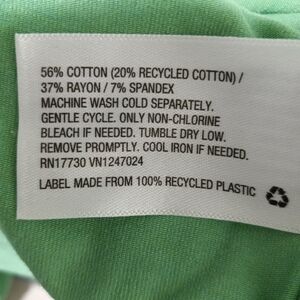 56% COTTON (20% RECYCLED COTTON) /
37% RAYON / 7% SPANDEX
MACHINE WASH COLD SEPARATELY.
GENTLE CYCLE. ONLY NON-CHLORINE
BLEACH IF NEEDED. TUMBLE DRY LOW.
REMOVE PROMPTLY. COOL IRON IF NEEDED.
RN17730 VN1247024
LABEL MADE FROM 100% RECYCLED PLASTIC